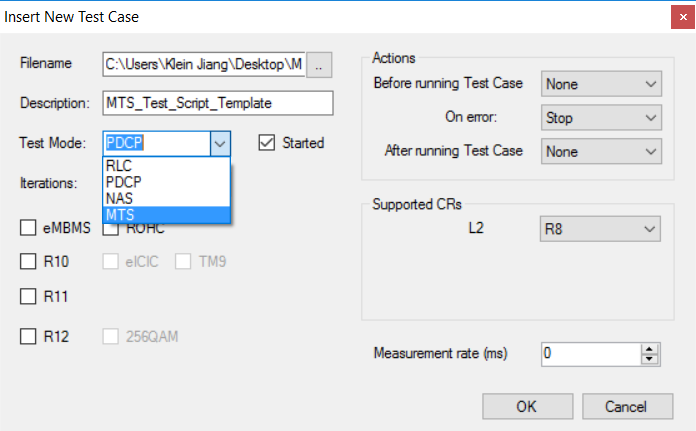 Insert New Test Case
Filename C:\Users\Klein Jiang\Desktop\M ..
Description: MTS_Test_Script_Template
Test Mode: PDCP Started
RLC
PDCP
NAS
MTS
Iterations:
eMBMS ROHC
R10 eICIC TM9
R11
R12 256QAM
Actions
Before running Test Case None
On error: Stop
After running Test Case None
Supported CRs
L2 R8
Measurement rate (ms) 0
OK Cancel